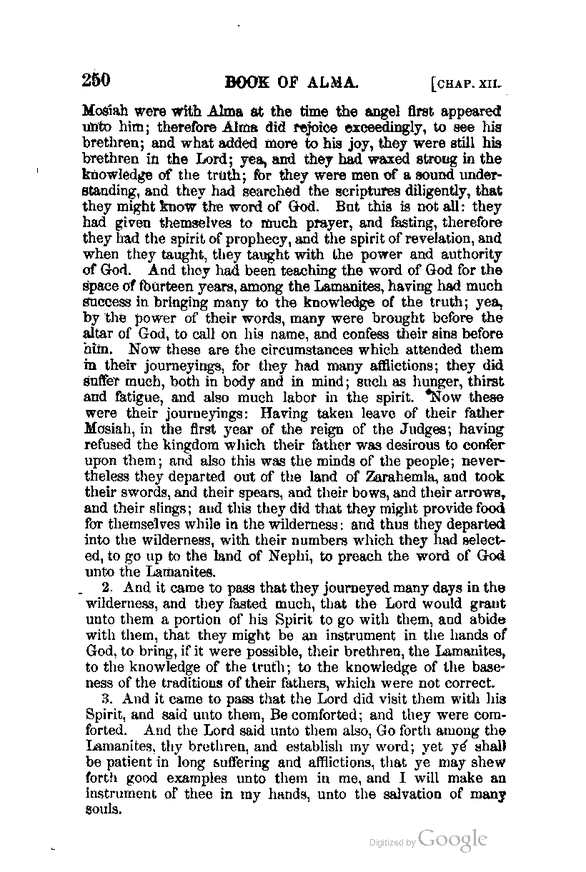 250 BOOK OF ALMA. [CHAP. XII.
Mosiah were with Alma at the time the angel first appeared
unto him; therefore Alma did rejoice exceedingly, to see his
brethren; and what added more to his joy, they were still his
brethren in the Lord; yea, and they had waxed strong in the
knowledge of the truth; for they were men of a sound under-
standing, and they had searched the scriptures diligently, that
they might know the word of God. But this is not all: they
had given themselves to much prayer, and fasting, therefore
they had the spirit of prophecy, and the spirit of revelation, and
when they taught, they taught with the power and authority
of God. And they had been teaching the word of God for the
space of fourteen years, among the Lamanites, having had much
success in bringing many to the knowledge of the truth; yea,
by the power of their words, many were brought before the
altar of God, to call on his name, and confess their sins before
him. Now these are the circumstances which attended them
in their journeyings, for they had many afflictions; they did
suffer much, both in body and in mind; such as hunger, thirst
and fatigue, and also much labor in the spirit. *Now these
were their journeyings: Having taken leave of their father
Mosiah, in the first year of the reign of the Judges; having
refused the kingdom which their father was desirous to confer
upon them; and also this was the minds of the people; never-
theless they departed out of the land of Zarahemla, and took
their swords, and their spears, and their bows, and their arrows,
and their slings; and this they did that they might provide food
for themselves while in the wilderness: and thus they departed
into the wilderness, with their numbers which they had select-
ed, to go up to the land of Nephi, to preach the word of God
unto the Lamanites.
2. And it came to pass that they journeyed many days in the
wilderness, and they fasted much, that the Lord would grant
unto them a portion of his Spirit to go with them, and abide
with them, that they might be an instrument in the hands of
God, to bring, if it were possible, their brethren, the Lamanites,
to the knowledge of the truth; to the knowledge of the base-
ness of the traditions of their fathers, which were not correct.
3. And it came to pass that the Lord did visit them with his
Spirit, and said unto them, Be comforted; and they were com-
forted. And the Lord said unto them also, Go forth among the
Lamanites, thy brethren, and establish my word; yet ye shall
be patient in long suffering and afflictions, that ye may shew
forth good examples unto them in me, and I will make an
instrument of thee in my hands, unto the salvation of many
souls.
Digitized by Google